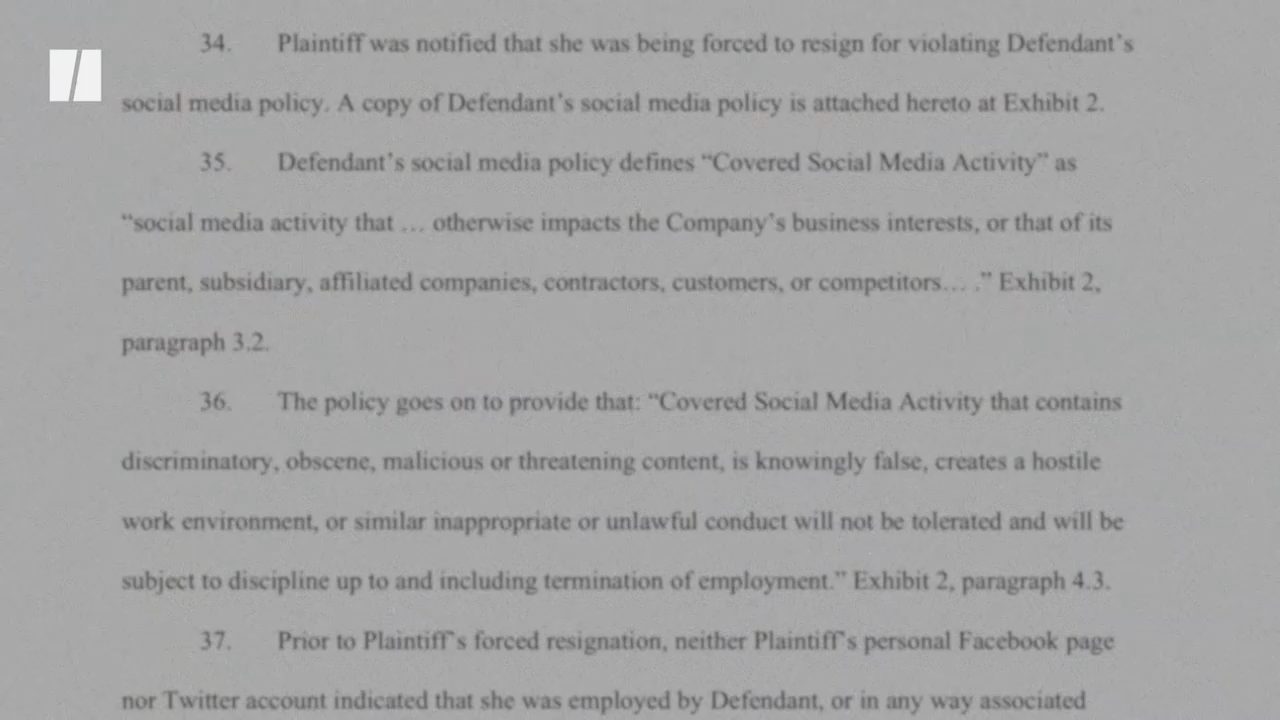 34. Plaintiff was notified that she was being forced to resign for violating Defendant's
social media policy. A copy of Defendant's social media policy is attached hereto at Exhibit 2.
35. Defendant's social media policy defines “Covered Social Media Activity” as
“social media activity that … otherwise impacts the Company's business interests, or that of its
parent, subsidiary, affiliated companies, contractors, customers, or competitors… .” Exhibit 2,
paragraph 3.2.
36. The policy goes on to provide that: “Covered Social Media Activity that contains
discriminatory, obscene, malicious or threatening content, is knowingly false, creates a hostile
work environment, or similar inappropriate or unlawful conduct will not be tolerated and will be
subject to discipline up to and including termination of employment.” Exhibit 2, paragraph 4.3.
37. Prior to Plaintiff's forced resignation, neither Plaintiff's personal Facebook page
nor Twitter account indicated that she was employed by Defendant, or in any way associated